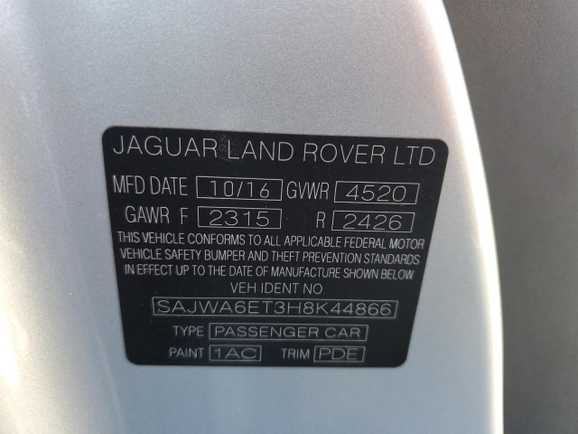 JAGUAR LAND ROVER LTD
MFD DATE 10/16 GVWR 4520
GAWR F 2315 R 2426
THIS VEHICLE CONFORMS TO ALL APPLICABLE FEDERAL MOTOR
VEHICLE SAFETY BUMPER AND THEFT PREVENTION STANDARDS
IN EFFECT UP TO THE DATE OF MANUFACTURE SHOWN BELOW
VEH IDENT NO
SAJWA6ET3H8K44866
TYPE PASSENGER CAR
PAINT 1AC TRIM PDE